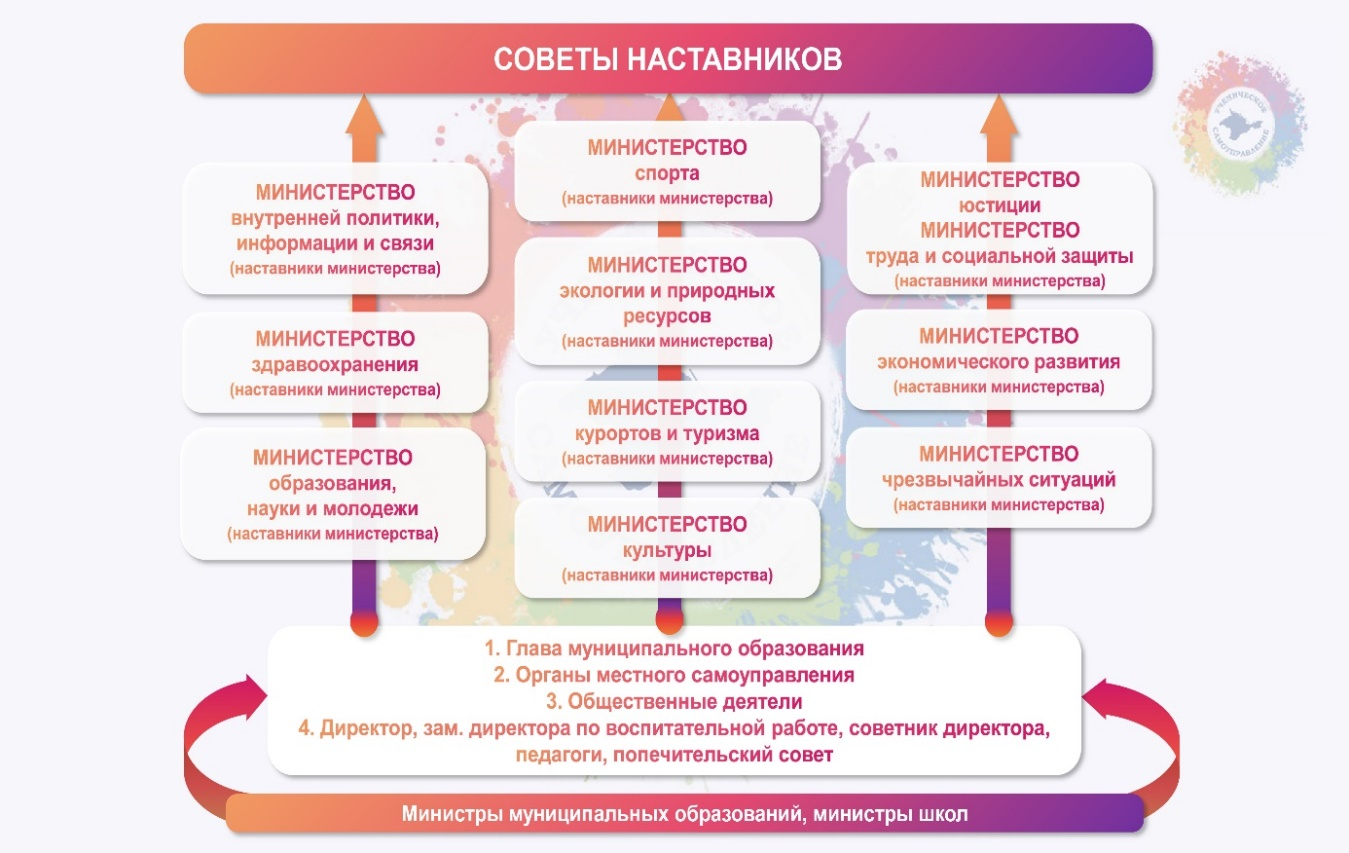 СОВЕТЫ НАСТАВНИКОВ
УЧЕНИЧЕСКОЕ
САМОУПРАВЛЕНИЕ
МИНИСТЕРСТВО
внутренней политики,
информации и связи
(наставники министерства)
МИНИСТЕРСТВО
здравоохранения
(наставники министерства)
МИНИСТЕРСТВО
образования,
науки и молодежи
(наставники министерства)
МИНИСТЕРСТВО
спорта
(наставники министерства)
МИНИСТЕРСТВО
экологии и природных
ресурсов
(наставники министерства)
МИНИСТЕРСТВО
курортов и туризма
(наставники министерства)
МИНИСТЕРСТВО
культуры
(наставники министерства)
МИНИСТЕРСТВО
юстиции
МИНИСТЕРСТВО
труда и социальной защиты
(наставники министерства)
МИНИСТЕРСТВО
экономического развития
(наставники министерства)
МИНИСТЕРСТВО
чрезвычайных ситуаций
(наставники министерства)
1. Глава муниципального образования
2. Органы местного самоуправления
3. Общественные деятели
4. Директор, зам. директора по воспитательной работе, советник директора,
педагоги, попечительский совет
Министры муниципальных образований, министры школ